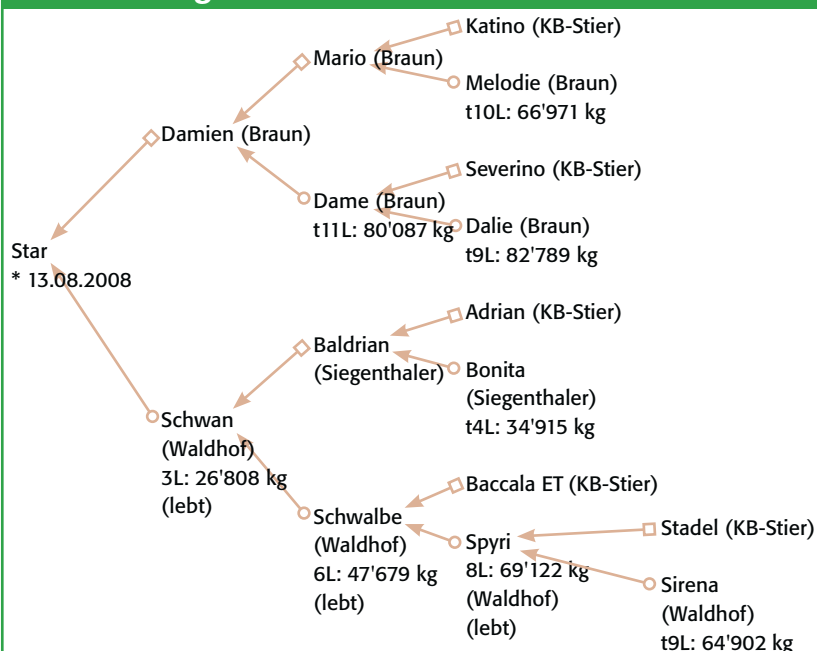 Katino (KB-Stier)
Mario (Braun)
Melodie (Braun)
t10L: 66'971 kg
Damien (Braun)
Severino (KB-Stier)
Dame (Braun)
t11L: 80'087 kg
Dalie (Braun)
t9L: 82'789 kg
Star
* 13.08.2008
Adrian (KB-Stier)
Baldrian
(Siegenthaler)
Bonita
(Siegenthaler)
t4L: 34'915 kg
Schwan
(Waldhof)
3L: 26'808 kg
(lebt)
Baccala ET (KB-Stier)
Schwalbe
(Waldhof)
6L: 47'679 kg
(lebt)
Stadel (KB-Stier)
Spyri
8L: 69'122 kg
(Waldhof)
(lebt)
Sirena
(Waldhof)
t9L: 64'902 kg